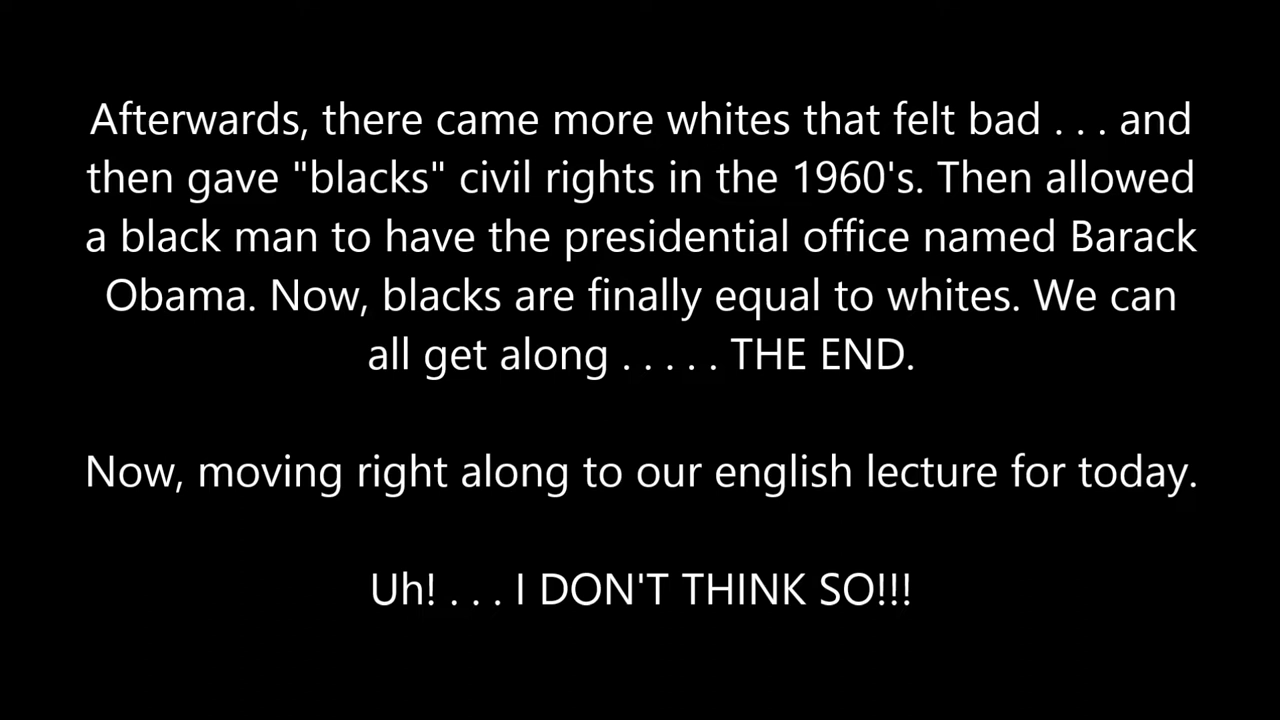 Afterwards, there came more whites that felt bad . . . and
then gave "blacks" civil rights in the 1960's. Then allowed
a black man to have the presidential office named Barack
Obama. Now, blacks are finally equal to whites. We can
all get along . . . . . THE END.
Now, moving right along to our english lecture for today.
Uh! . . . I DON'T THINK SO!!!